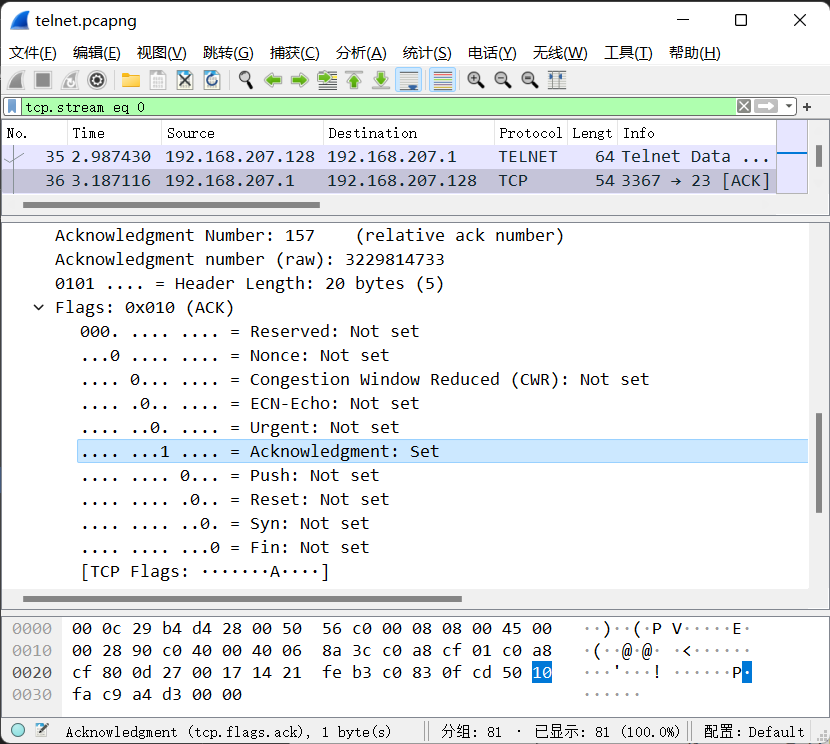 telnet.pcapng
文件(F) 编辑(E) 视图(V) 跳转(G) 捕获(C) 分析(A) 统计(S) 电话(Y) 无线(W) 工具(T) 帮助(H)
tcp.stream eq 0
No. Time Source Destination Protocol Lengt Info
35 2.987430 192.168.207.128 192.168.207.1 TELNET 64 Telnet Data ...
36 3.187116 192.168.207.1 192.168.207.128 TCP 54 3367 → 23 [ACK]
Acknowledgment Number: 157    (relative ack number)
Acknowledgment number (raw): 3229814733
0101 .... = Header Length: 20 bytes (5)
Flags: 0x010 (ACK)
000. .... .... = Reserved: Not set
...0 .... .... = Nonce: Not set
.... 0... .... = Congestion Window Reduced (CWR): Not set
.... .0.. .... = ECN-Echo: Not set
.... ..0. .... = Urgent: Not set
.... ...1 .... = Acknowledgment: Set
.... .... 0... = Push: Not set
.... .... .0.. = Reset: Not set
.... .... ..0. = Syn: Not set
.... .... ...0 = Fin: Not set
[TCP Flags: ·······A····]
0000 00 0c 29 b4 d4 28 00 50 56 c0 00 08 08 00 45 00 ··)··(·P V·····E·
0010 00 28 90 c0 40 00 40 06 8a 3c c0 a8 cf 01 c0 a8 ·(··@·@· ·<······
0020 cf 80 0d 27 00 17 14 21 fe b3 c0 83 0f cd 50 10 ···'···! ······P·
0030 fa c9 a4 d3 00 00 ······
Acknowledgment (tcp.flags.ack), 1 byte(s) 分组: 81 · 已显示: 81 (100.0%) 配置: Default